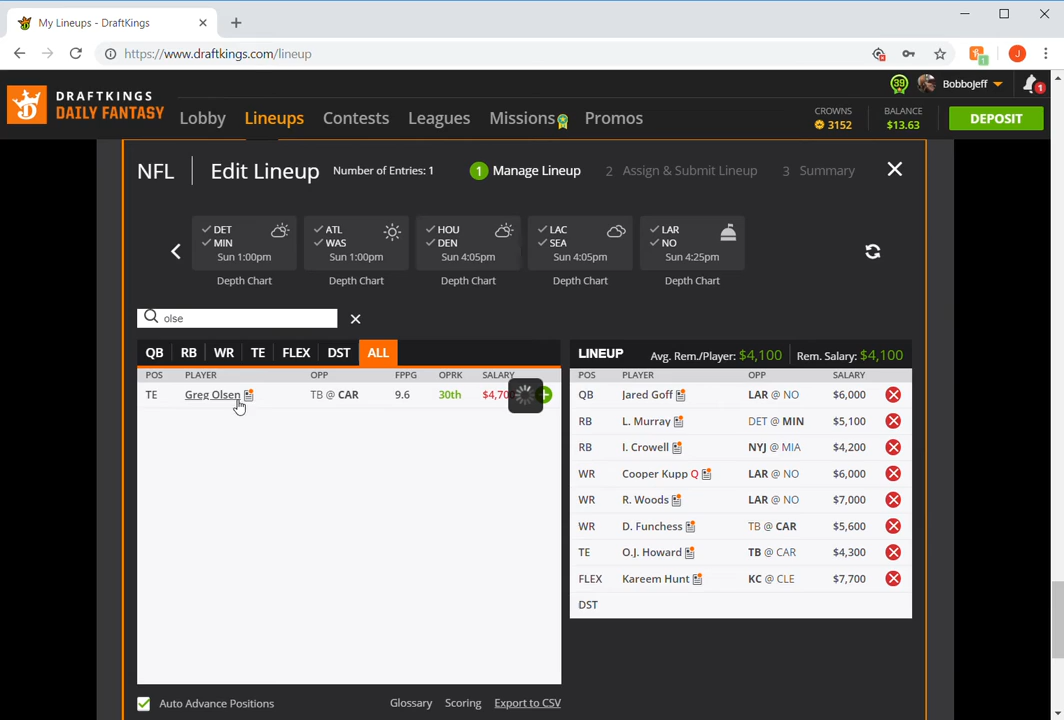 My Lineups - DraftKings
https://www.draftkings.com/lineup
1
J
DRAFTKINGS
DAILY FANTASY
Lobby Lineups Contests Leagues Missions Promos
39 Bobbojeff 1
CROWNS 3152
BALANCE $13.63
DEPOSIT
NFL Edit Lineup Number of Entries: 1
1 Manage Lineup 2 Assign & Submit Lineup 3 Summary
DET
MIN
Sun 1:00pm
Depth Chart
ATL
WAS
Sun 1:00pm
Depth Chart
HOU
DEN
Sun 4:05pm
Depth Chart
LAC
SEA
Sun 4:05pm
Depth Chart
LAR
NO
Sun 4:25pm
Depth Chart
olse
QB RB WR TE FLEX DST ALL
POS PLAYER OPP FPPG OPRK SALARY
TE Greg Olsen TB @ CAR 9.6 30th
LINEUP Avg. Rem./Player: $4,100 Rem. Salary: $4,100
POS PLAYER OPP SALARY
QB Jared Goff LAR @ NO $6,000
RB L. Murray DET @ MIN $5,100
RB I. Crowell NYJ @ MIA $4,200
WR Cooper Kupp Q LAR @ NO $6,000
WR R. Woods LAR @ NO $7,000
WR D. Funchess TB @ CAR $5,600
TE O.J. Howard TB @ CAR $4,300
FLEX Kareem Hunt KC @ CLE $7,700
DST
Auto Advance Positions
Glossary Scoring Export to CSV